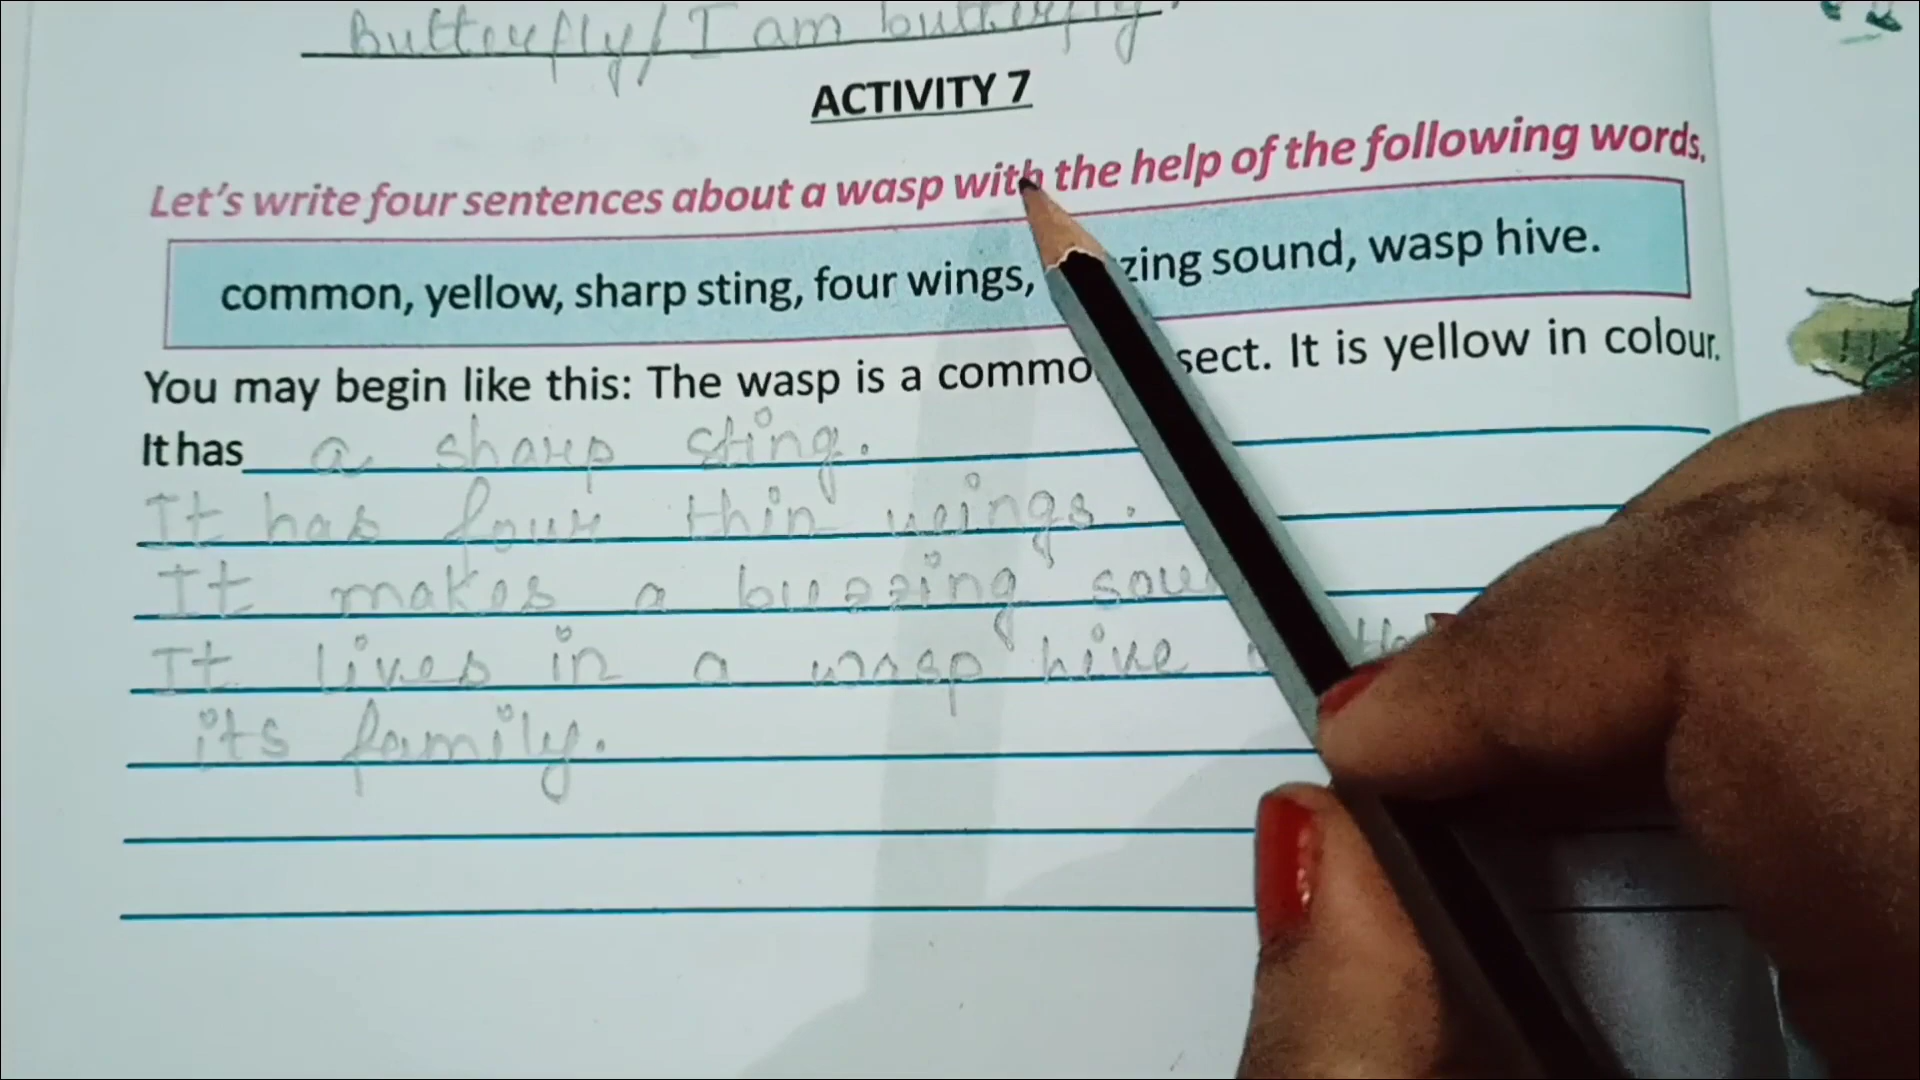 Butterfly/ I am butterfly.
ACTIVITY 7
Let's write four sentences about a wasp with the help of the following words.
common, yellow, sharp sting, four wings, zing sound, wasp hive.
You may begin like this: The wasp is a commo sect. It is yellow in colour.
It has a sharp sting.
It has four thin wings.
It makes a buzzing sou
It lives in a wasp hive
its family.